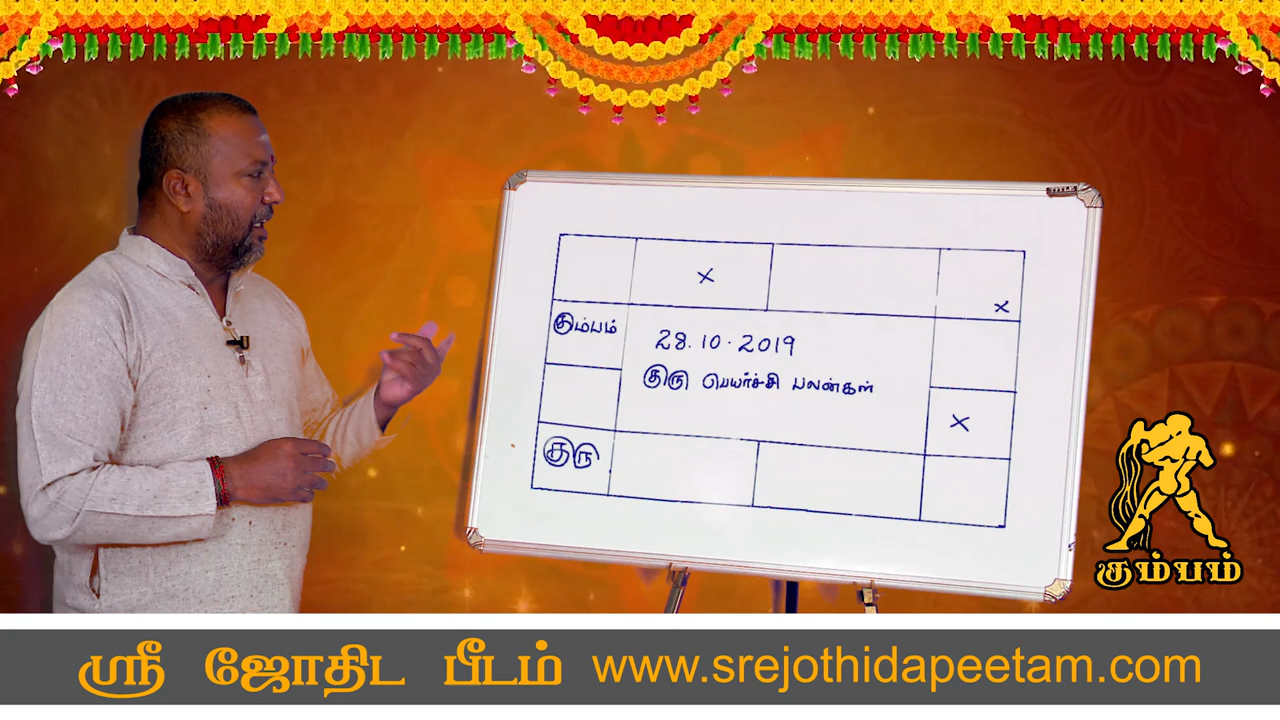 ×
×
கும்பம்
28.10.2019
குரு பெயர்ச்சி பலன்கள்
×
குரு
கும்பம்
ஸ்ரீ ஜோதிட பீடம் www.srejothidapeetam.com